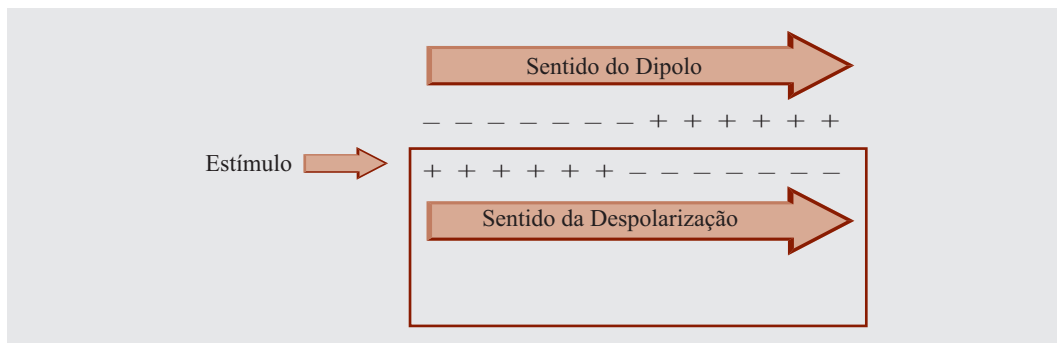 Sentido do Dipolo
– – – – – – – + + + + + +
Estímulo
+ + + + + + – – – – – – –
Sentido da Despolarização